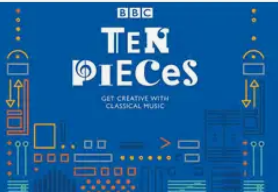 BBC
TEN
PIECES
GET CREATIVE WITH
CLASSICAL MUSIC